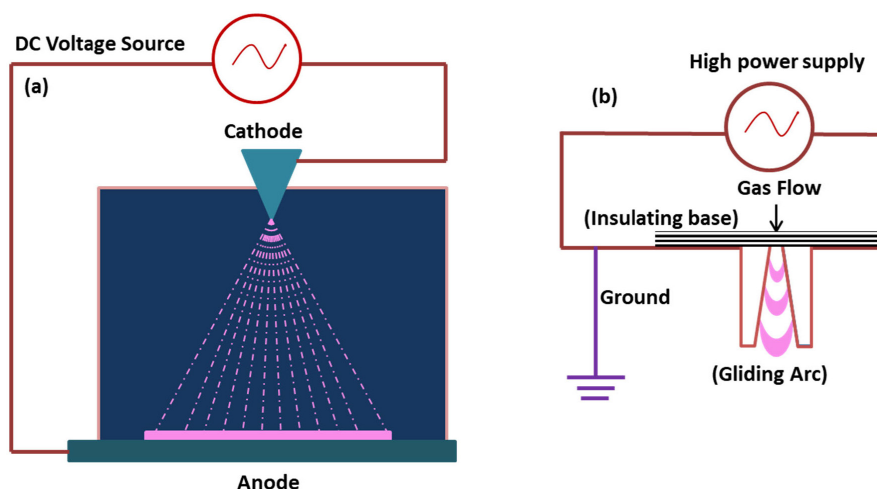 DC Voltage Source
(a)
Cathode
Anode
High power supply
(b)
Gas Flow
(Insulating base)
Ground
(Gliding Arc)